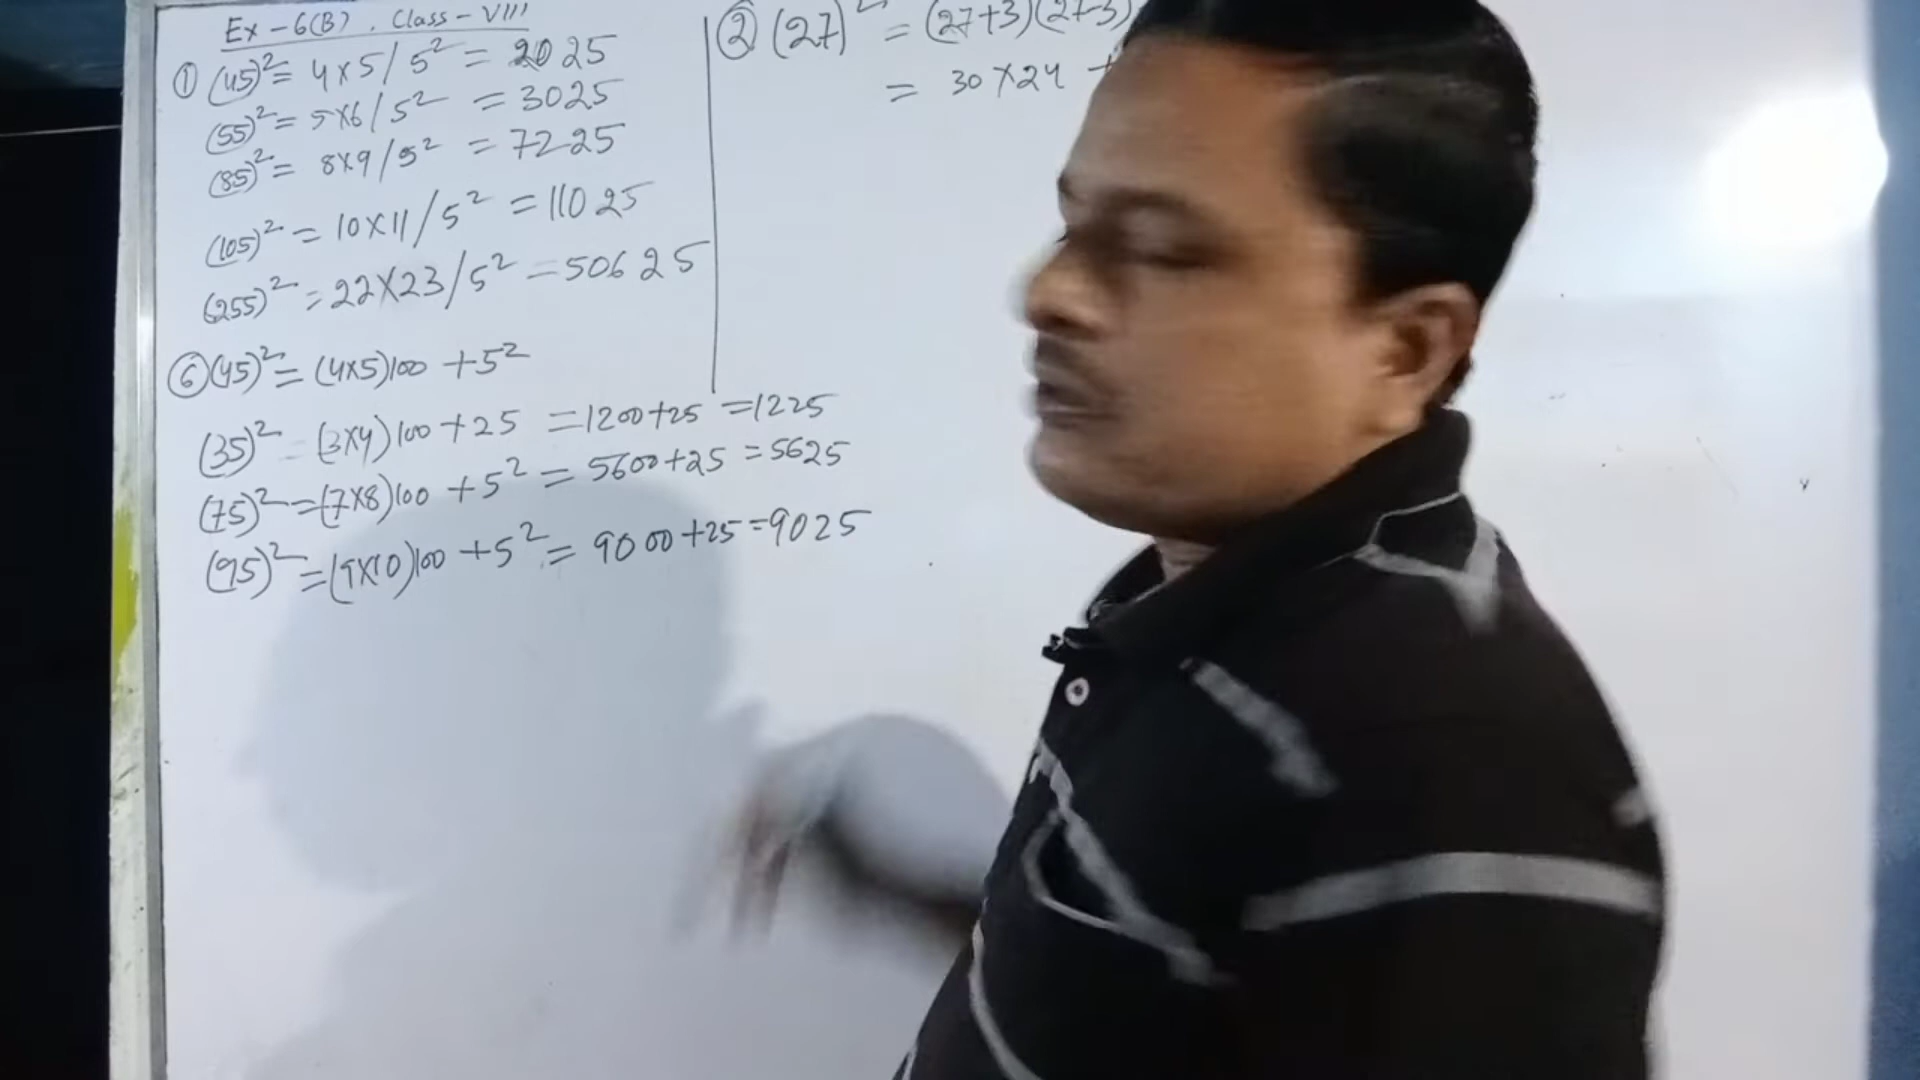 Ex - 6(B) . Class - VIII
① (45)² = 4×5/5² = 2025
(55)² = 5×6/5² = 3025
(85)² = 8×9/5² = 7225
(105)² = 10×11/5² = 11025
(255)² = 22×23/5² = 50625
⑥ (45)² = (4×5)100 +5²
(35)² = (3×4)100 +25 =1200+25 =1225
(75)² =(7×8)100 +5² = 5600+25 =5625
(95)² =(9×10)100 +5² = 9000+25=9025
② (27)² = (27+3)(27-3)
= 30×24 +